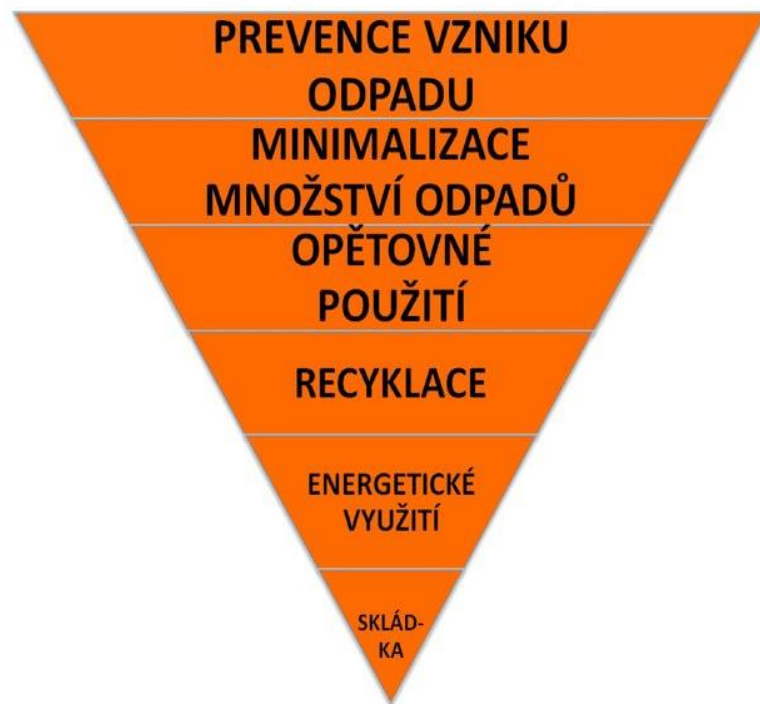 PREVENCE VZNIKU
ODPADU
MINIMALIZACE
MNOŽSTVÍ ODPADŮ
OPĚTOVNÉ
POUŽITÍ
RECYKLACE
ENERGETICKÉ
VYUŽITÍ
SKLÁD-
KA